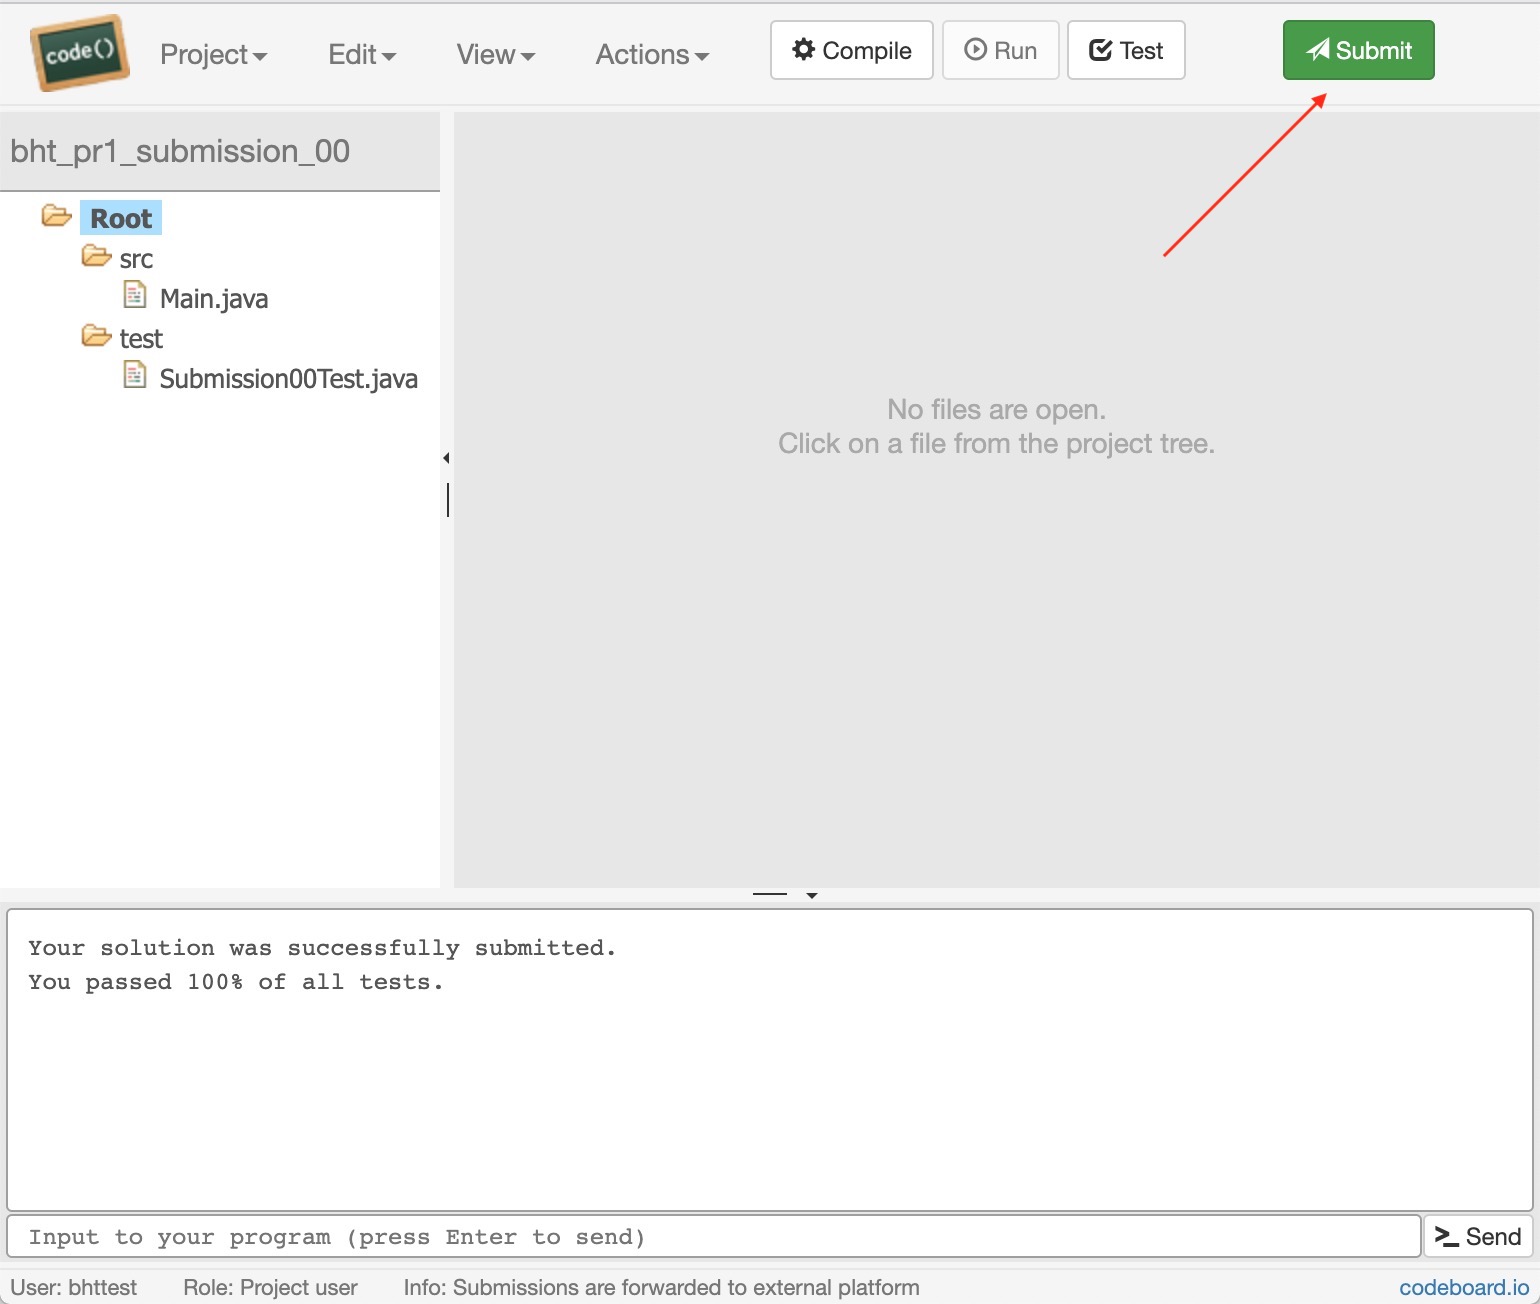 code()
Project
Edit
View
Actions
Compile
Run
Test
Submit
bht_pr1_submission_00
Root
src
Main.java
test
Submission00Test.java
No files are open.
Click on a file from the project tree.
Your solution was successfully submitted.
You passed 100% of all tests.
Input to your program (press Enter to send)
>_ Send
User: bhttest
Role: Project user
Info: Submissions are forwarded to external platform
codeboard.io